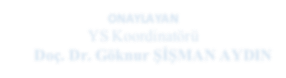 ONAYLAYAN
YS Koordinatörü
Doç. Dr. Göknur ŞİŞMAN AYDIN